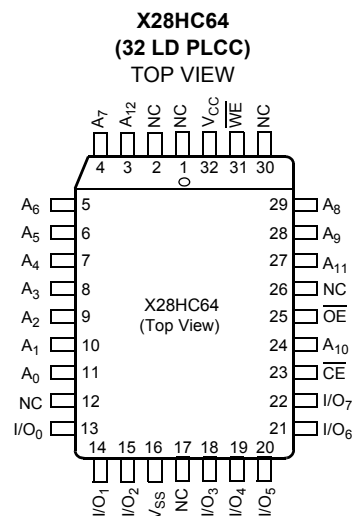 X28HC64
(32 LD PLCC)
TOP VIEW
A7 A12 NC NC VCC WE NC
4 3 2 1 32 31 30
A6 5 29 A8
A5 6 28 A9
A4 7 27 A11
A3 8 26 NC
A2 9 25 OE
A1 10 24 A10
A0 11 23 CE
NC 12 22 I/O7
I/O0 13 21 I/O6
X28HC64
(Top View)
14 15 16 17 18 19 20
I/O1 I/O2 VSS NC I/O3 I/O4 I/O5